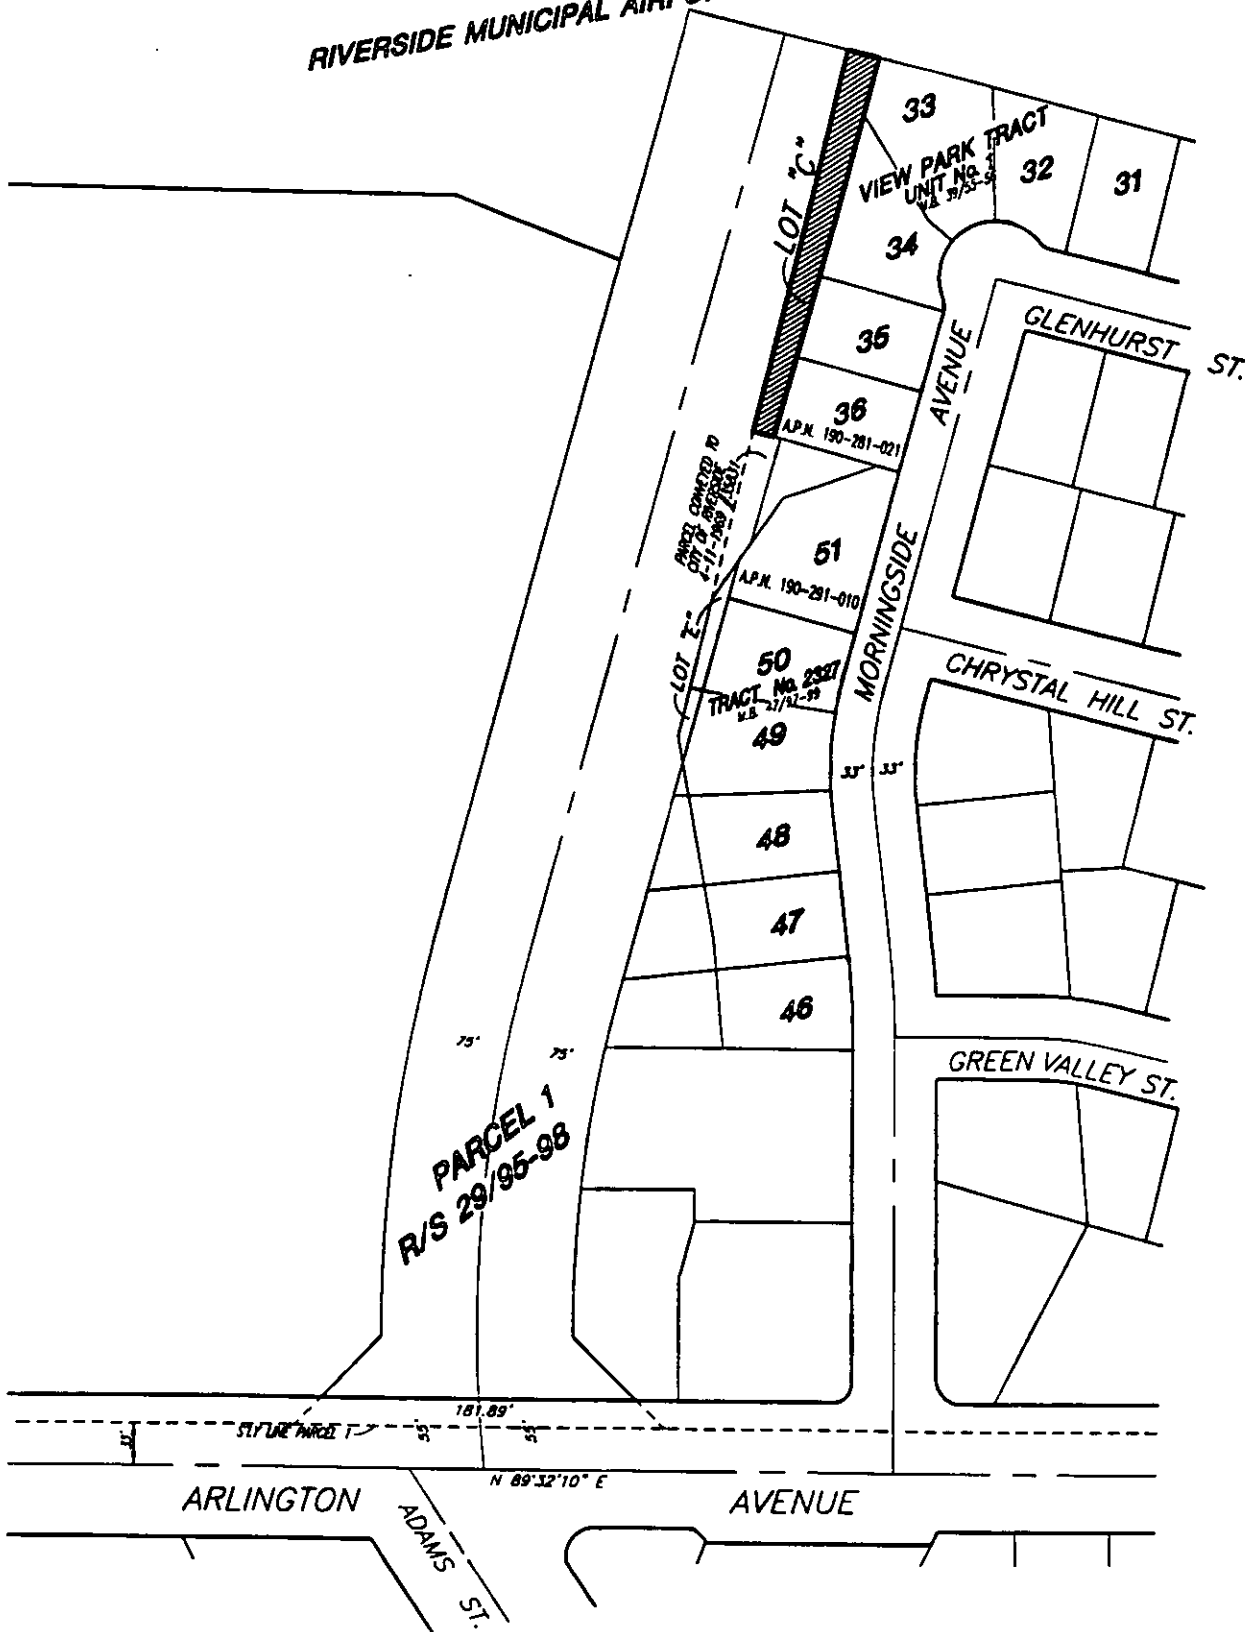 RIVERSIDE MUNICIPAL
33
VIEW PARK TRACT
UNIT No. 1
32
31
LOT "C"
34
35
36
A.P.N. 190-281-021
GLENHURST ST.
MORNINGSIDE AVENUE
PARCEL CONVEYED TO
CITY OF RIVERSIDE
51
A.P.N. 190-291-010
LOT "E"
50
TRACT No. 2327
49
CHRYSTAL HILL ST.
33' 33'
48
47
46
75' 75'
GREEN VALLEY ST.
PARCEL 1
R/S 29/95-98
181.89'
S'LY LINE PARCEL 1
55' 55'
33'
N 89°32'10" E
ARLINGTON AVENUE
ADAMS ST.